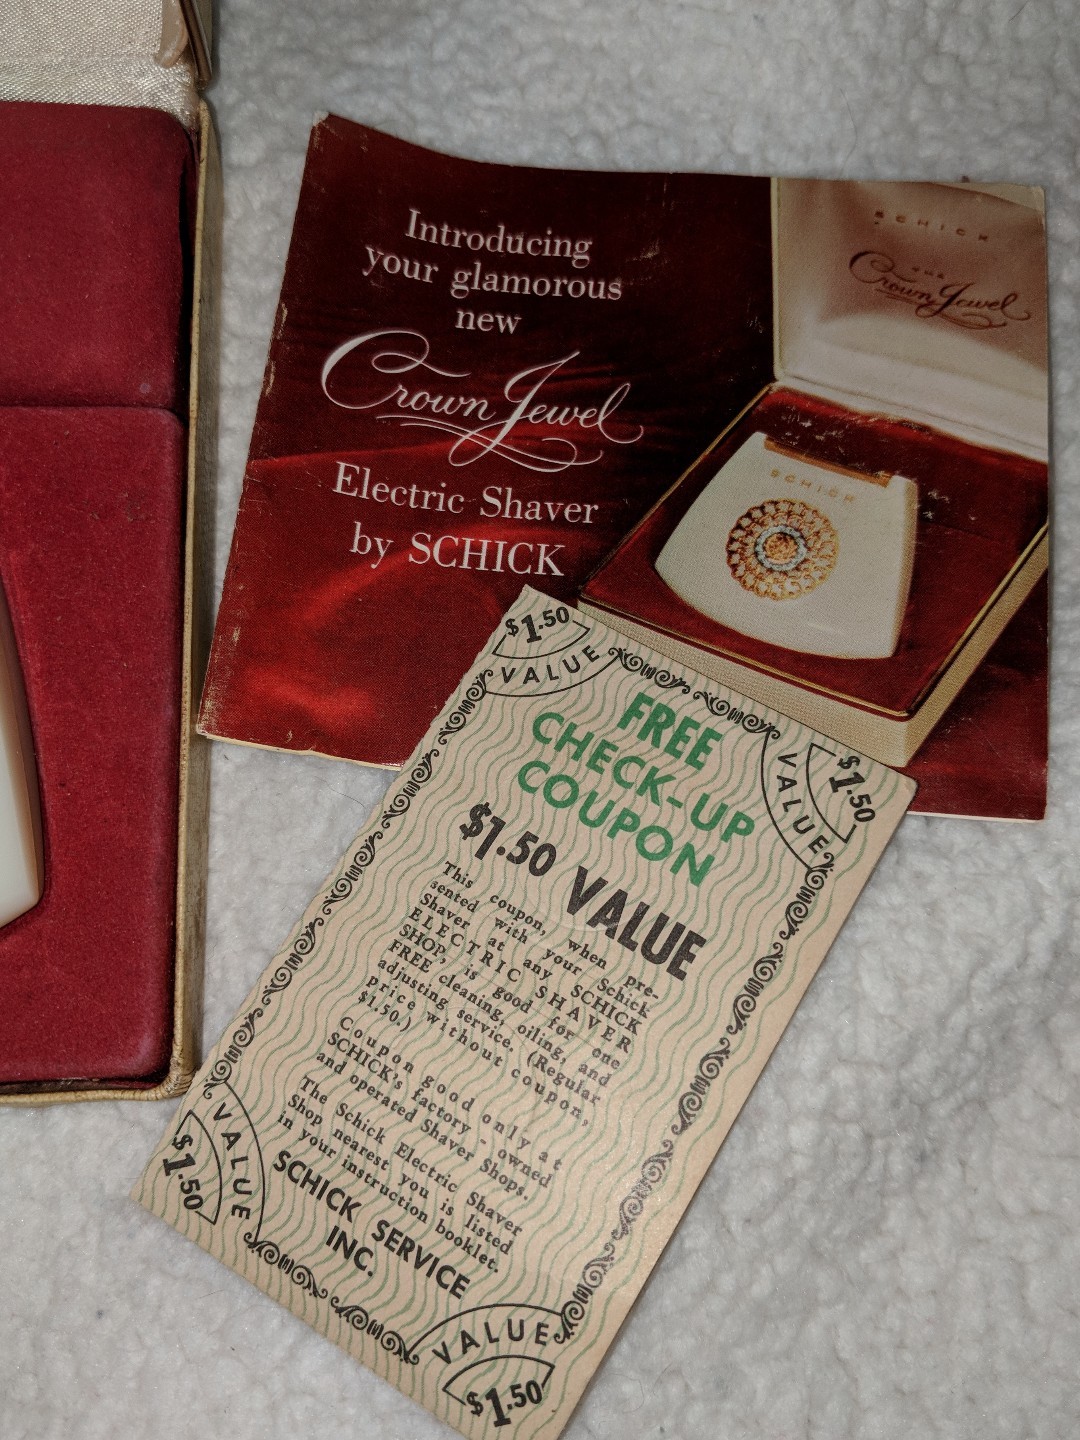 Introducing
your glamorous
new
Crown Jewel
Electric Shaver
by SCHICK
SCHICK
THE
Crown Jewel
SCHICK
$1.50
VALUE
$1.50
VALUE
FREE
CHECK-UP
COUPON
$1.50 VALUE
This coupon, when pre-
sented with your Schick
Shaver at any SCHICK
ELECTRIC SHAVER
SHOP, is good for one
FREE cleaning, oiling, and
adjusting service. (Regular
price without coupon,
$1.50.)
Coupon good only at
SCHICK's factory-owned
and operated Shaver Shops.
The Schick Electric Shaver
Shop nearest you is listed
in your instruction booklet.
SCHICK SERVICE
INC.
VALUE
$1.50
VALUE
$1.50